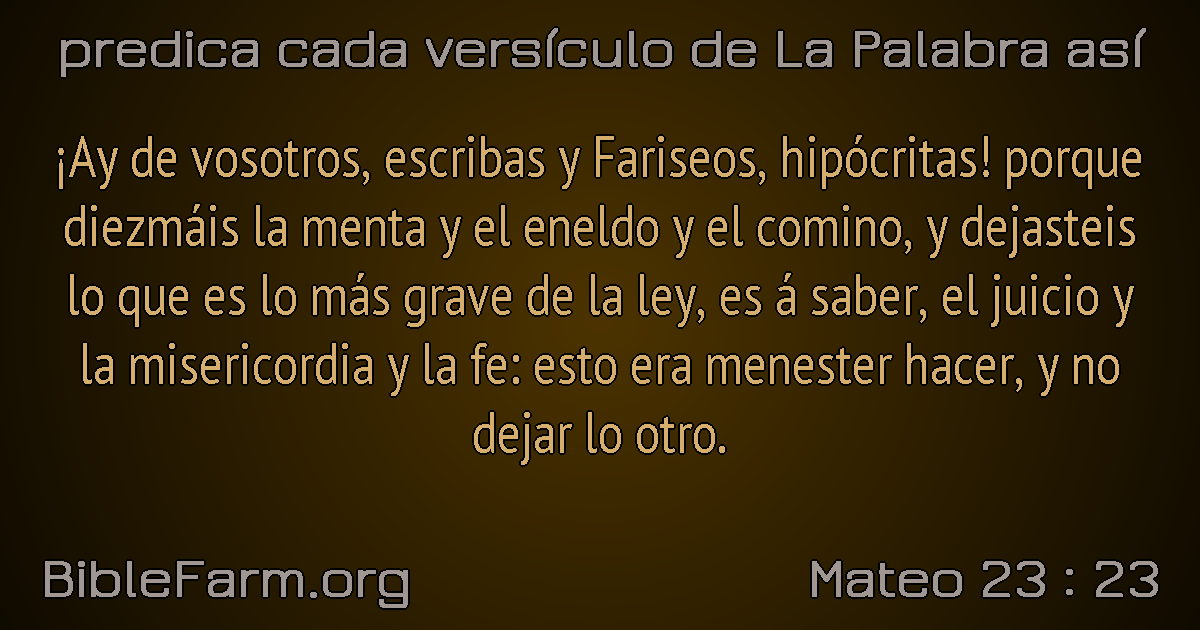 predica cada versículo de La Palabra así
¡Ay de vosotros, escribas y Fariseos, hipócritas! porque
diezmáis la menta y el eneldo y el comino, y dejasteis
lo que es lo más grave de la ley, es á saber, el juicio y
la misericordia y la fe: esto era menester hacer, y no
dejar lo otro.
BibleFarm.org
Mateo 23 : 23